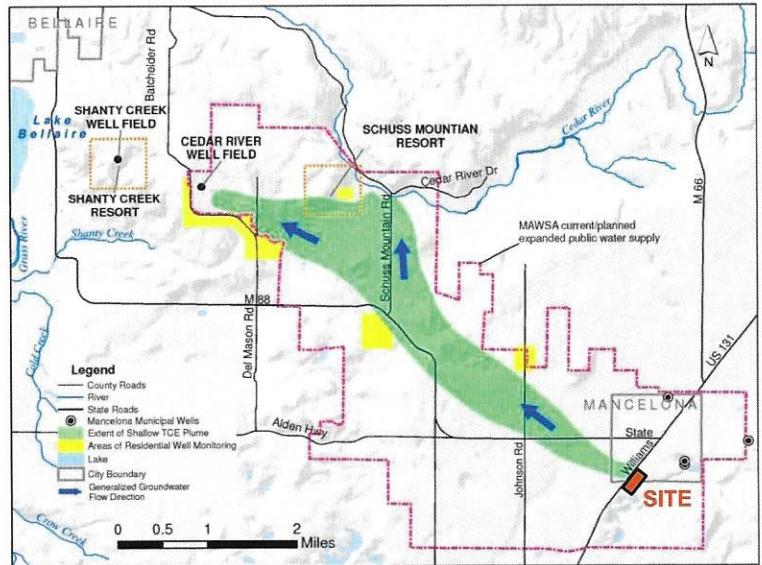 BELLAIRE
Batchelder Rd
SHANTY CREEK
WELL FIELD
Lake
Bellaire
CEDAR RIVER
WELL FIELD
SCHUSS MOUNTIAN
RESORT
Cedar River
N
Cedar River Dr
M 66
SHANTY CREEK
RESORT
Grass River
Shanty Creek
Schuss Mountain Rd
MAWSA current/planned
expanded public water supply
M 88
Del Mason Rd
US 131
Cold Creek
Legend
County Roads
River
State Roads
Mancelona Municipal Wells
Extent of Shallow TCE Plume
Areas of Residential Well Monitoring
Lake
City Boundary
Generalized Groundwater
Flow Direction
Alden Hwy
MANCELONA
State
Williams
Johnson Rd
SITE
Crow Creek
0 0.5 1 2
Miles